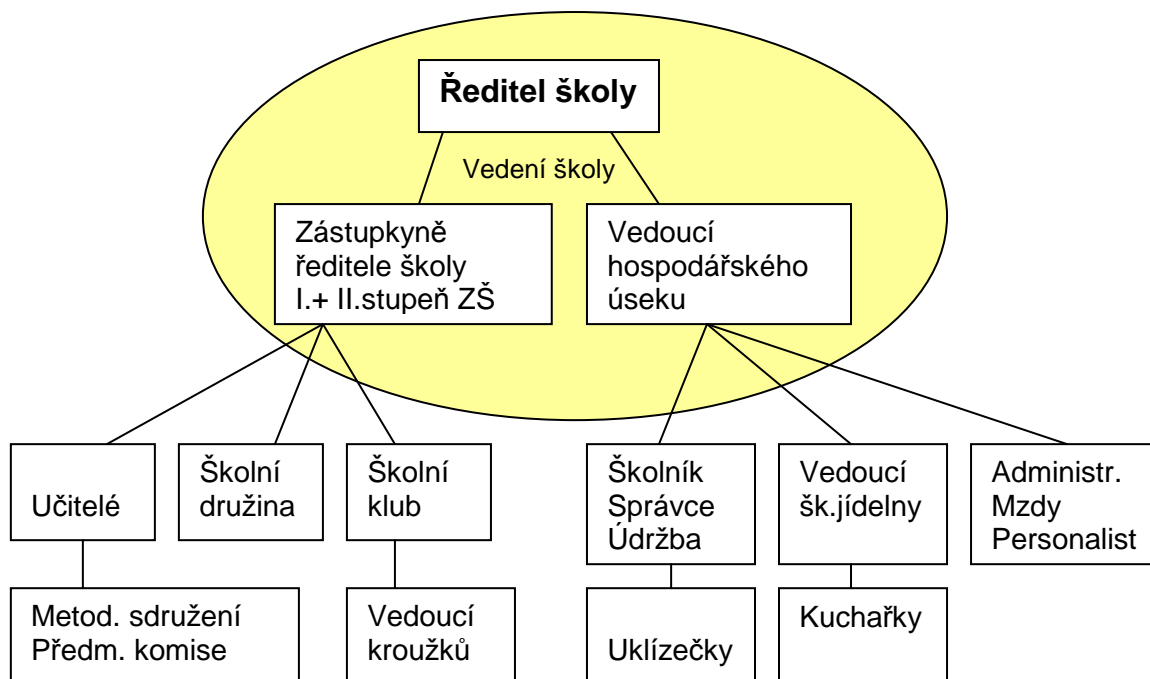 Ředitel školy
Vedení školy
Zástupkyně
ředitele školy
I.+ II.stupeň ZŠ
Vedoucí
hospodářského
úseku
Učitelé
Školní
družina
Školní
klub
Školník
Správce
Údržba
Vedoucí
šk.jídelny
Administr.
Mzdy
Personalist
Metod. sdružení
Předm. komise
Vedoucí
kroužků
Uklízečky
Kuchařky